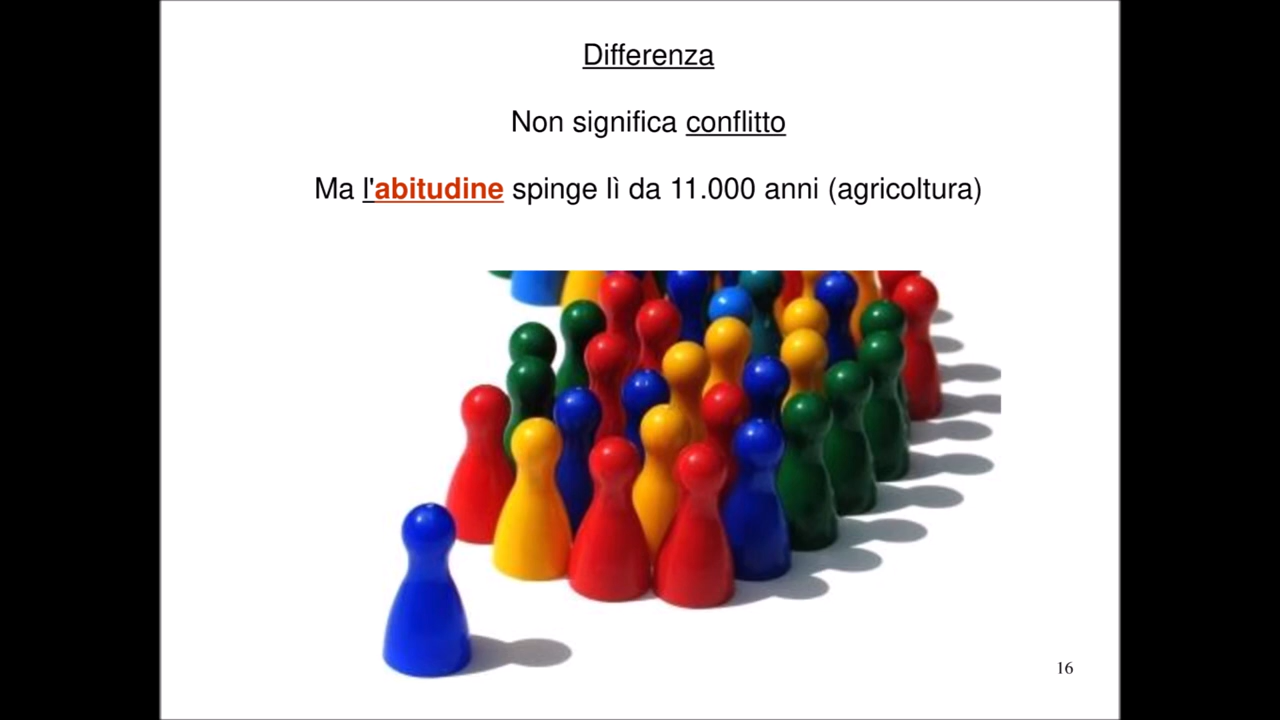 Differenza
Non significa conflitto
Ma l'abitudine spinge lì da 11.000 anni (agricoltura)
16